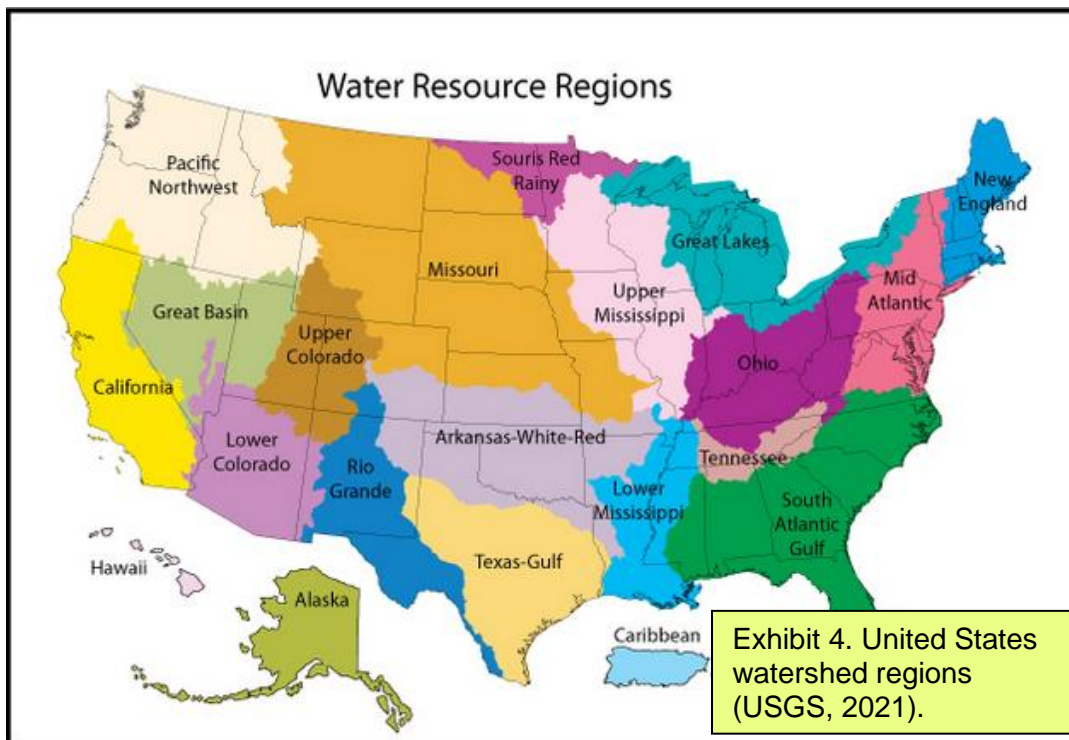 Water Resource Regions
Pacific
Northwest
Souris Red
Rainy
New
England
Great Lakes
Missouri
Mid
Atlantic
Great Basin
Upper
Mississippi
Upper
Colorado
Ohio
California
Lower
Colorado
Arkansas-White-Red
Tennessee
Rio
Grande
Lower
Mississippi
South
Atlantic
Gulf
Texas-Gulf
Hawaii
Alaska
Caribbean
Exhibit 4. United States
watershed regions
(USGS, 2021).